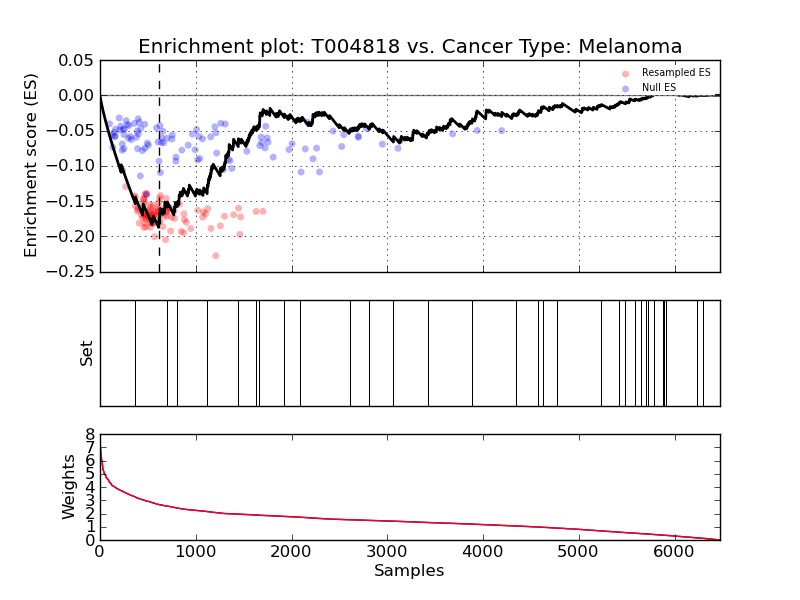 Enrichment plot: T004818 vs. Cancer Type: Melanoma
Enrichment score (ES)
0.05
0.00
−0.05
−0.10
−0.15
−0.20
−0.25
Resampled ES
Null ES
Set
Weights
8
7
6
5
4
3
2
1
0
0 1000 2000 3000 4000 5000 6000
Samples